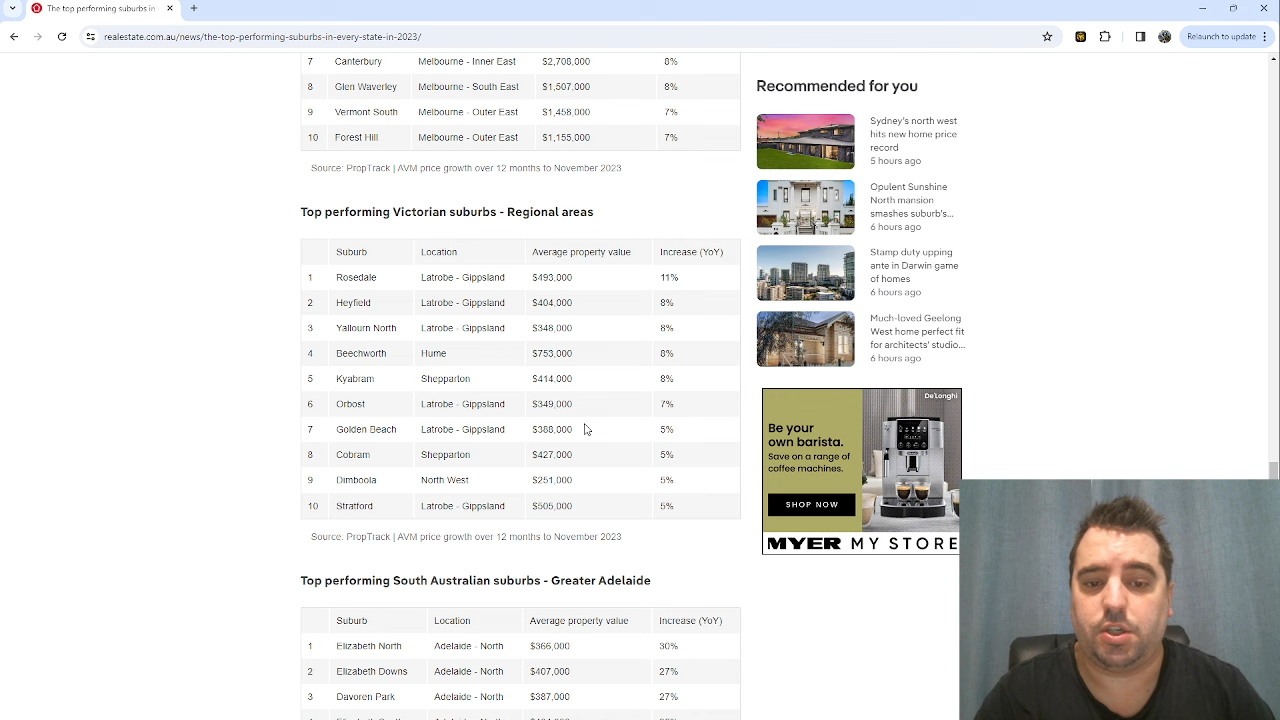 The top performing suburbs in
realestate.com.au/news/the-top-performing-suburbs-in-every-state-in-2023/
Relaunch to update
7 Canterbury Melbourne - Inner East $2,708,000 8%
8 Glen Waverley Melbourne - South East $1,507,000 8%
9 Vermont South Melbourne - Outer East $1,458,000 7%
10 Forest Hill Melbourne - Outer East $1,159,000 7%
Source: PropTrack | AVM price growth over 12 months to November 2023
Top performing Victorian suburbs - Regional areas
Suburb Location Average property value Increase (YoY)
1 Rosedale Latrobe - Gippsland $393,000 11%
2 Heyfield Latrobe - Gippsland $404,000 8%
3 Yallourn North Latrobe - Gippsland $348,000 8%
4 Beechworth Hume $753,000 8%
5 Kyabram Shepparton $414,000 8%
6 Orbost Latrobe - Gippsland $349,000 7%
7 Golden Beach Latrobe - Gippsland $388,000 5%
8 Cobram Shepparton $427,000 5%
9 Dimboola North West $251,000 5%
10 Stratford Latrobe - Gippsland $500,000 5%
Source: PropTrack | AVM price growth over 12 months to November 2023
Top performing South Australian suburbs - Greater Adelaide
Suburb Location Average property value Increase (YoY)
1 Elizabeth North Adelaide - North $366,000 30%
2 Elizabeth Downs Adelaide - North $407,000 27%
3 Davoren Park Adelaide - North $387,000 27%
Recommended for you
Sydney's north west
hits new home price
record
5 hours ago
Opulent Sunshine
North mansion
smashes suburb's...
6 hours ago
Stamp duty upping
ante in Darwin game
of homes
6 hours ago
Much-loved Geelong
West home perfect fit
for architects' studio...
6 hours ago
De'Longhi
Be your
own barista.
Save on a range of
coffee machines.
SHOP NOW
MYER MY STORE